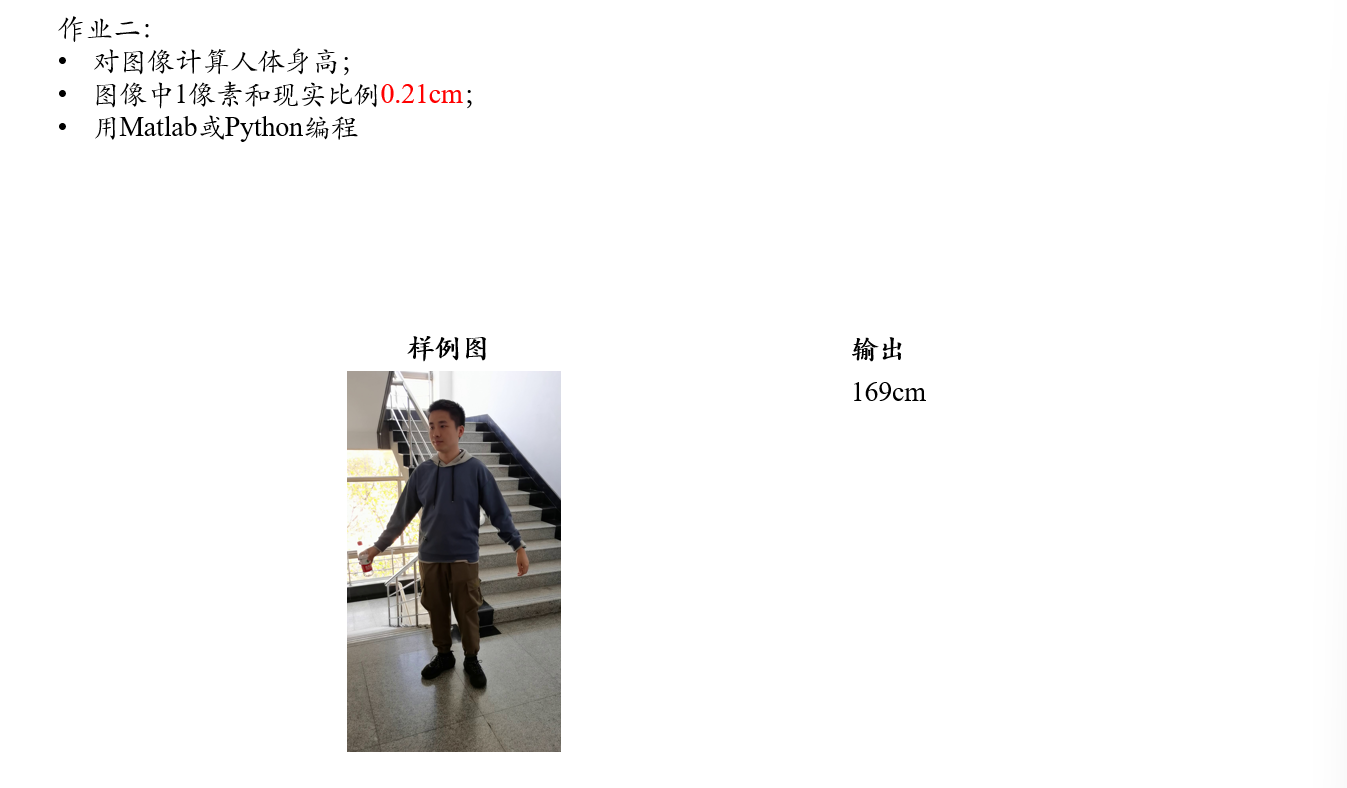 作业二：
• 对图像计算人体身高；
• 图像中1像素和现实比例0.21cm；
• 用Matlab或Python编程
样例图
输出
169cm